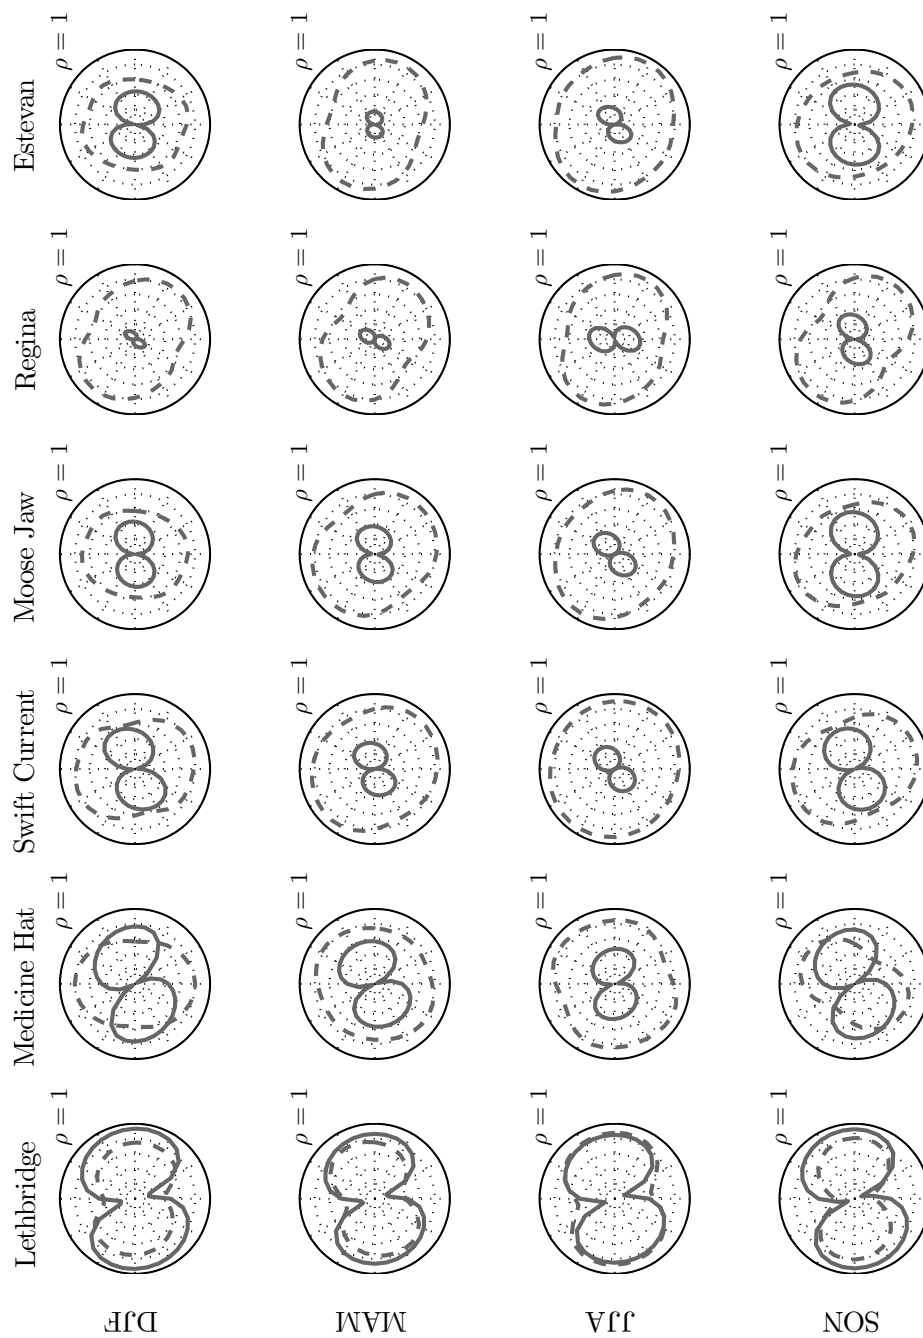 Lethbridge Medicine Hat Swift Current Moose Jaw Regina Estevan
DJF
ρ = 1 ρ = 1 ρ = 1 ρ = 1 ρ = 1 ρ = 1
MAM
ρ = 1 ρ = 1 ρ = 1 ρ = 1 ρ = 1 ρ = 1
JJA
ρ = 1 ρ = 1 ρ = 1 ρ = 1 ρ = 1 ρ = 1
SON
ρ = 1 ρ = 1 ρ = 1 ρ = 1 ρ = 1 ρ = 1